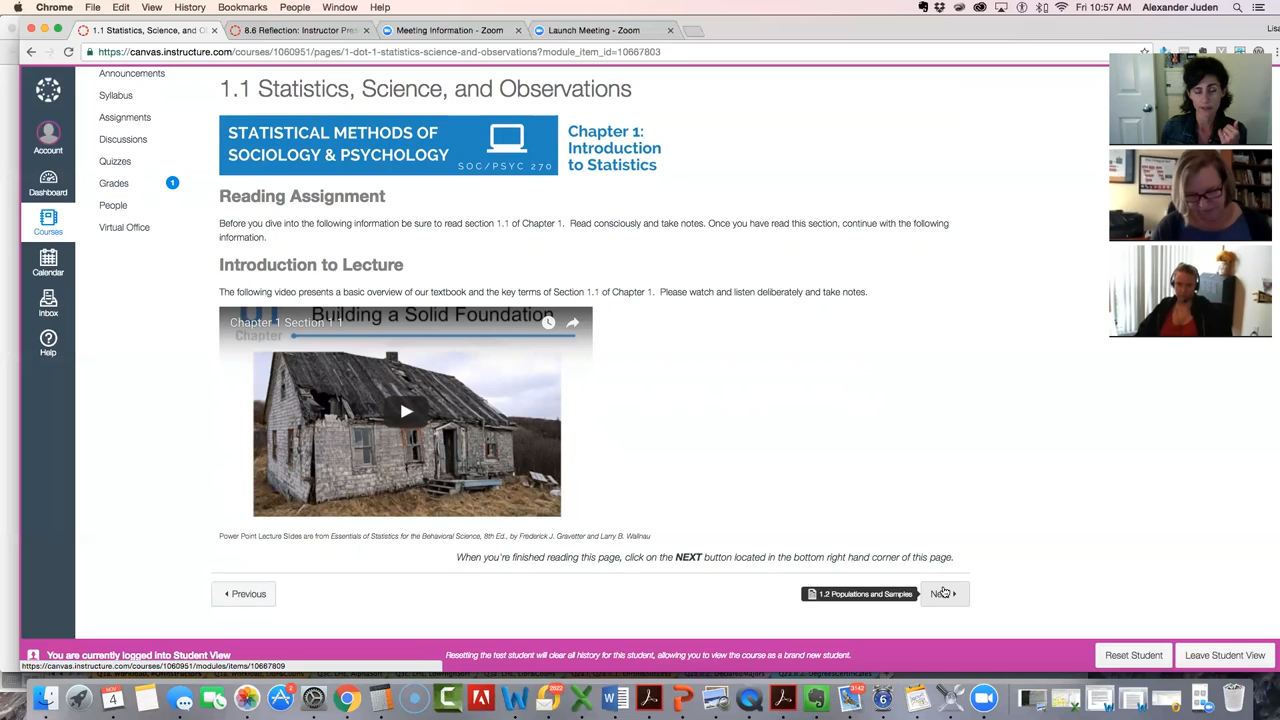 Chrome File Edit View History Bookmarks People Window Help
Fri 10:57 AM Alexander Juden
1.1 Statistics, Science, and O
8.6 Reflection: Instructor Pres
Meeting Information - Zoom
Launch Meeting - Zoom
Lisa
https://canvas.instructure.com/courses/1060951/pages/1-dot-1-statistics-science-and-observations?module_item_id=10667803
Account
Dashboard
Courses
Calendar
Inbox
Help
Announcements
Syllabus
Assignments
Discussions
Quizzes
Grades 1
People
Virtual Office
1.1 Statistics, Science, and Observations
STATISTICAL METHODS OF
SOCIOLOGY & PSYCHOLOGY
SOC/PSYC 270
Chapter 1:
Introduction
to Statistics
Reading Assignment
Before you dive into the following information be sure to read section 1.1 of Chapter 1. Read consciously and take notes. Once you have read this section, continue with the following
information.
Introduction to Lecture
The following video presents a basic overview of our textbook and the key terms of Section 1.1 of Chapter 1. Please watch and listen deliberately and take notes.
Building a Solid Foundation
Chapter 1 Section 1 1
Chapter
Power Point Lecture Slides are from Essentials of Statistics for the Behavioral Science, 8th Ed., by Frederick J. Gravetter and Larry B. Wallnau
When you're finished reading this page, click on the NEXT button located in the bottom right hand corner of this page.
Previous
1.2 Populations and Samples
You are currently logged into Student View
Resetting the test student will clear all history for this student, allowing you to view the course as a brand new student.
Reset Student
Leave Student View
https://canvas.instructure.com/courses/1060951/modules/items/10667809
NOV
4
2
2622
3142
6